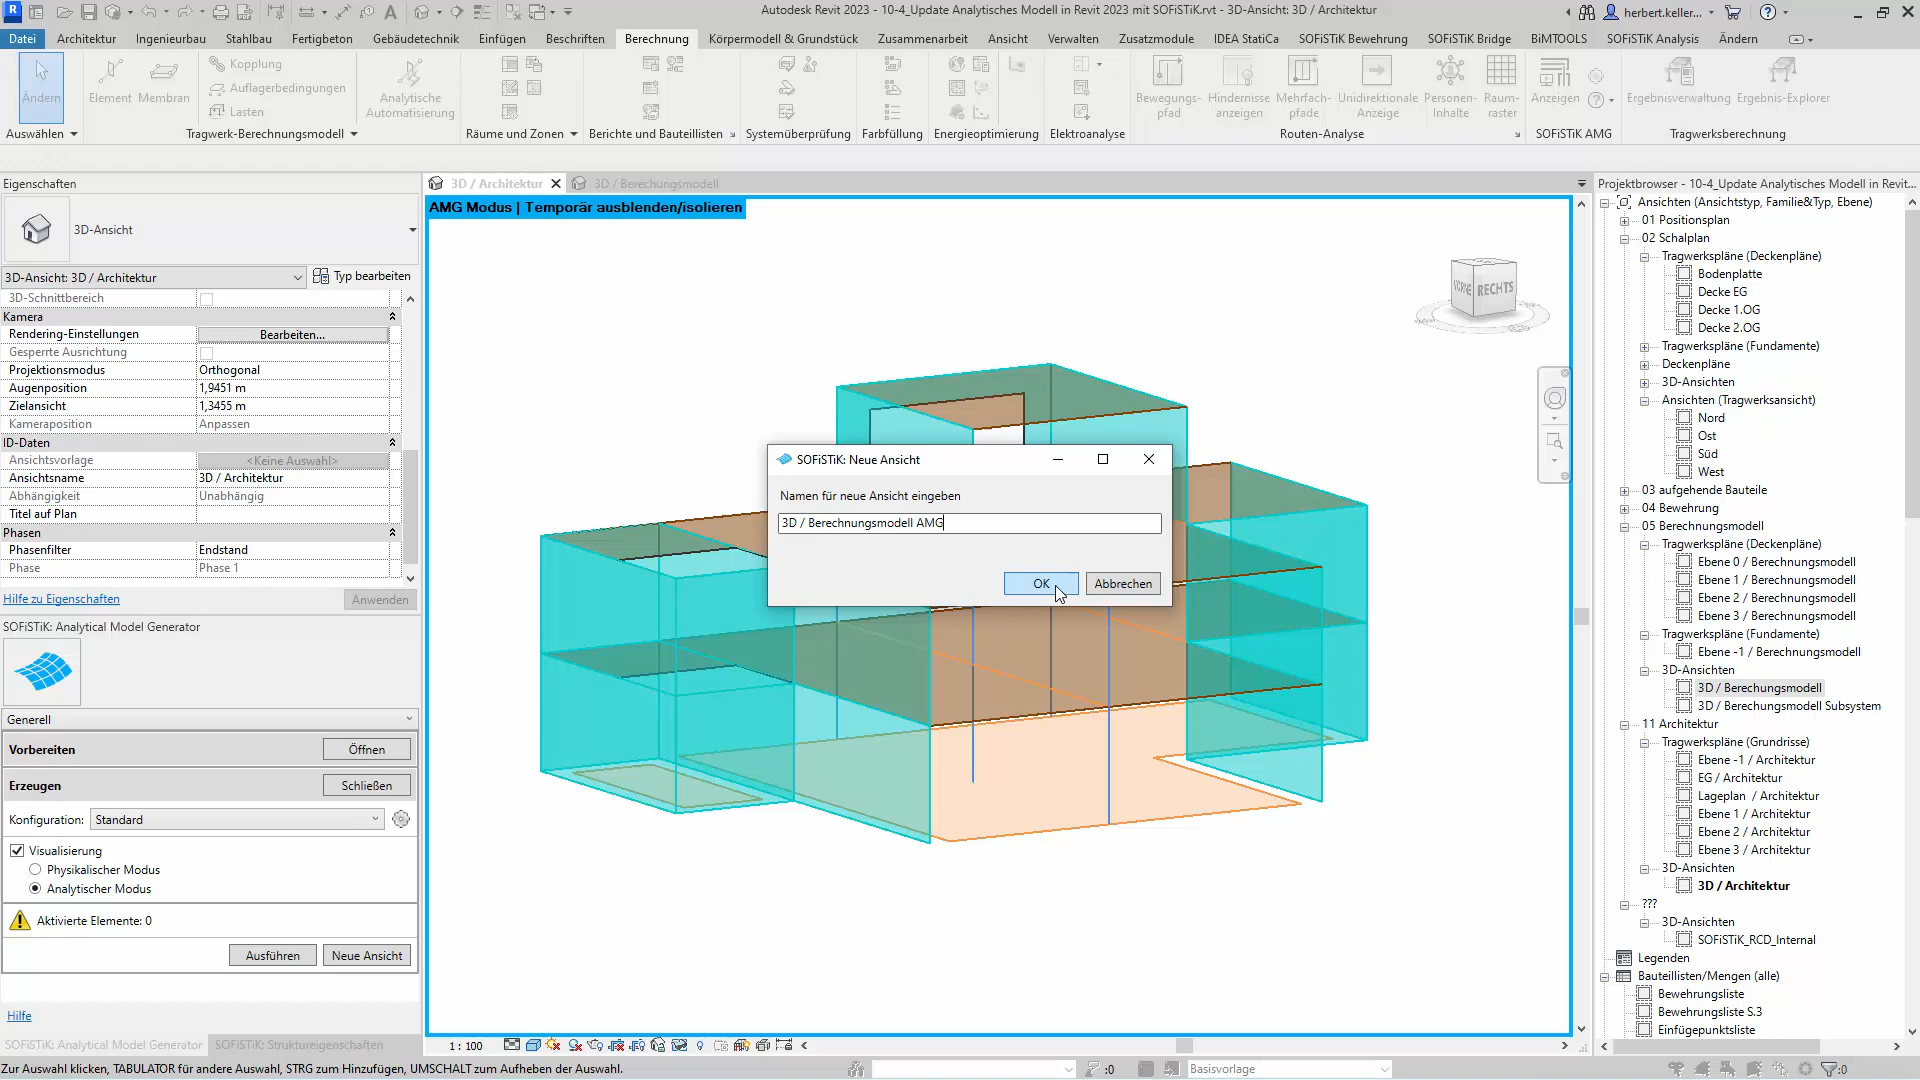 Autodesk Revit 2023 - 10-4_Update Analytisches Modell in Revit 2023 mit SOFiSTiK.rvt - 3D-Ansicht: 3D / Architektur
herbert.keller...
Datei Architektur Ingenieurbau Stahlbau Fertigbeton Gebäudetechnik Einfügen Beschriften Berechnung Körpermodell & Grundstück Zusammenarbeit Ansicht Verwalten Zusatzmodule IDEA StatiCa SOFiSTiK Bewehrung SOFiSTiK Bridge BiMTOOLS SOFiSTiK Analysis Ändern
Ändern
Element Membran
Kopplung
Auflagerbedingungen
Lasten
Analytische Automatisierung
Bewegungs-pfad
Hindernisse anzeigen
Mehrfach-pfade
Unidirektionale Anzeige
Personen-Inhalte
Raum-raster
Anzeigen
Ergebnisverwaltung
Ergebnis-Explorer
Auswählen Tragwerk-Berechnungsmodell Räume und Zonen Berichte und Bauteillisten Systemüberprüfung Farbfüllung Energieoptimierung Elektroanalyse Routen-Analyse SOFiSTiK AMG Tragwerksberechnung
Eigenschaften
3D-Ansicht
3D-Ansicht: 3D / Architektur
Typ bearbeiten
3D-Schnittbereich
Kamera
Rendering-Einstellungen Bearbeiten...
Gesperte Ausrichtung
Projektionsmodus Orthogonal
Augenposition 1,9451 m
Zielansicht 1,3455 m
Kameraposition Anpassen
ID-Daten
Ansichtsvorlage <Keine Auswahl>
Ansichtsname 3D / Architektur
Abhängigkeit Unabhängig
Titel auf Plan
Phasen
Phasenfilter Endstand
Phase Phase 1
Hilfe zu Eigenschaften Anwenden
SOFiSTiK: Analytical Model Generator
Generell
Vorbereiten Öffnen
Erzeugen Schließen
Konfiguration: Standard
Visualisierung
Physikalischer Modus
Analytischer Modus
Aktivierte Elemente: 0
Ausführen Neue Ansicht
Hilfe
SOFiSTiK: Analytical Model Generator SOFiSTiK: Struktureigenschaften
3D / Architektur 3D / Berechungsmodell
AMG Modus | Temporär ausblenden/isolieren
VORNE RECHTS
SOFiSTiK: Neue Ansicht
Namen für neue Ansicht eingeben
3D / Berechnungsmodell AMG
OK Abbrechen
1 : 100
Projektbrowser - 10-4_Update Analytisches Modell in Revit...
Ansichten (Ansichtstyp, Familie&Typ, Ebene)
01 Positionsplan
02 Schalplan
Tragwerkspläne (Deckenpläne)
Bodenplatte
Decke EG
Decke 1.OG
Decke 2.OG
Tragwerkspläne (Fundamente)
Deckenpläne
3D-Ansichten
Ansichten (Tragwerksansicht)
Nord
Ost
Süd
West
03 aufgehende Bauteile
04 Bewehrung
05 Berechnungsmodell
Tragwerkspläne (Deckenpläne)
Ebene 0 / Berechnungsmodell
Ebene 1 / Berechnungsmodell
Ebene 2 / Berechnungsmodell
Ebene 3 / Berechnungsmodell
Tragwerkspläne (Fundamente)
Ebene -1 / Berechnungsmodell
3D-Ansichten
3D / Berechungsmodell
3D / Berechungsmodell Subsystem
11 Architektur
Tragwerkspläne (Grundrisse)
Ebene -1 / Architektur
EG / Architektur
Lageplan / Architektur
Ebene 1 / Architektur
Ebene 2 / Architektur
Ebene 3 / Architektur
3D-Ansichten
3D / Architektur
???
3D-Ansichten
SOFiSTiK_RCD_Internal
Legenden
Bauteillisten/Mengen (alle)
Bewehrungsliste
Bewehrungsliste S.3
Einfügepunktsliste
Zur Auswahl klicken, TABULATOR für andere Auswahl, STRG zum Hinzufügen, UMSCHALT zum Aufheben der Auswahl.
:0
Basisvorlage
:0